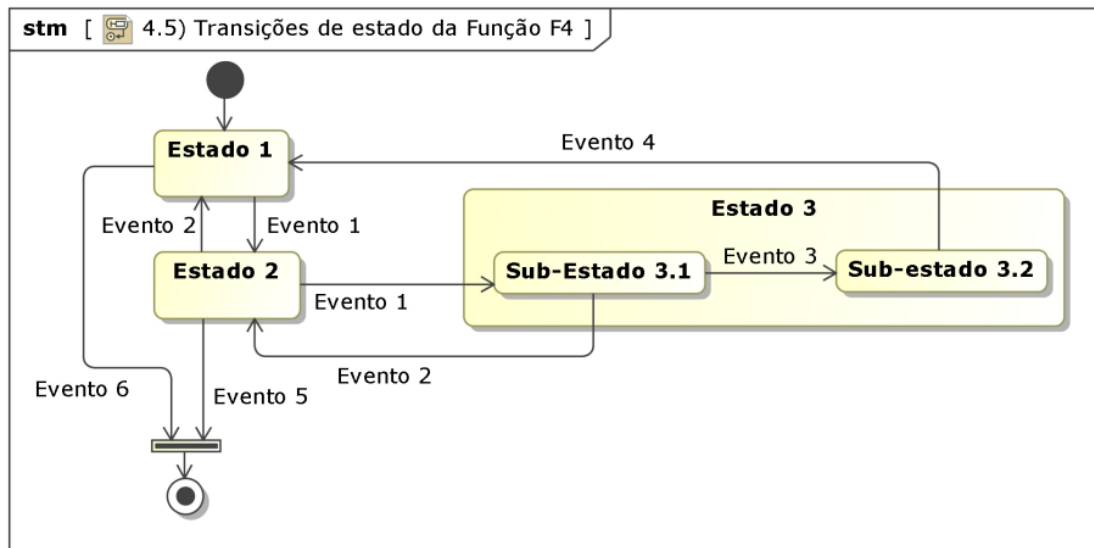 stm [ 4.5) Transições de estado da Função F4 ]
Evento 4
Estado 1
Estado 3
Evento 2
Evento 1
Estado 2
Sub-Estado 3.1
Evento 3
Sub-estado 3.2
Evento 1
Evento 2
Evento 6
Evento 5